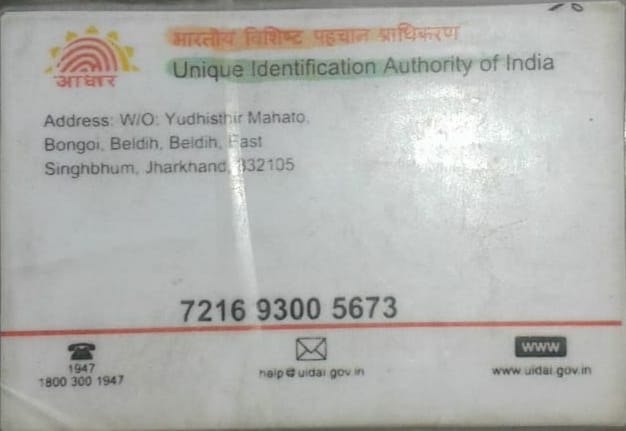 आधार
भारतीय विशिष्ट पहचान प्राधिकरण
Unique Identification Authority of India
Address: W/O: Yudhisthir Mahato,
Bongoi, Beldih, Beldih, East
Singhbhum, Jharkhand, 832105
7216 9300 5673
1947
1800 300 1947
help@uidai.gov.in
WWW
www.uidai.gov.in